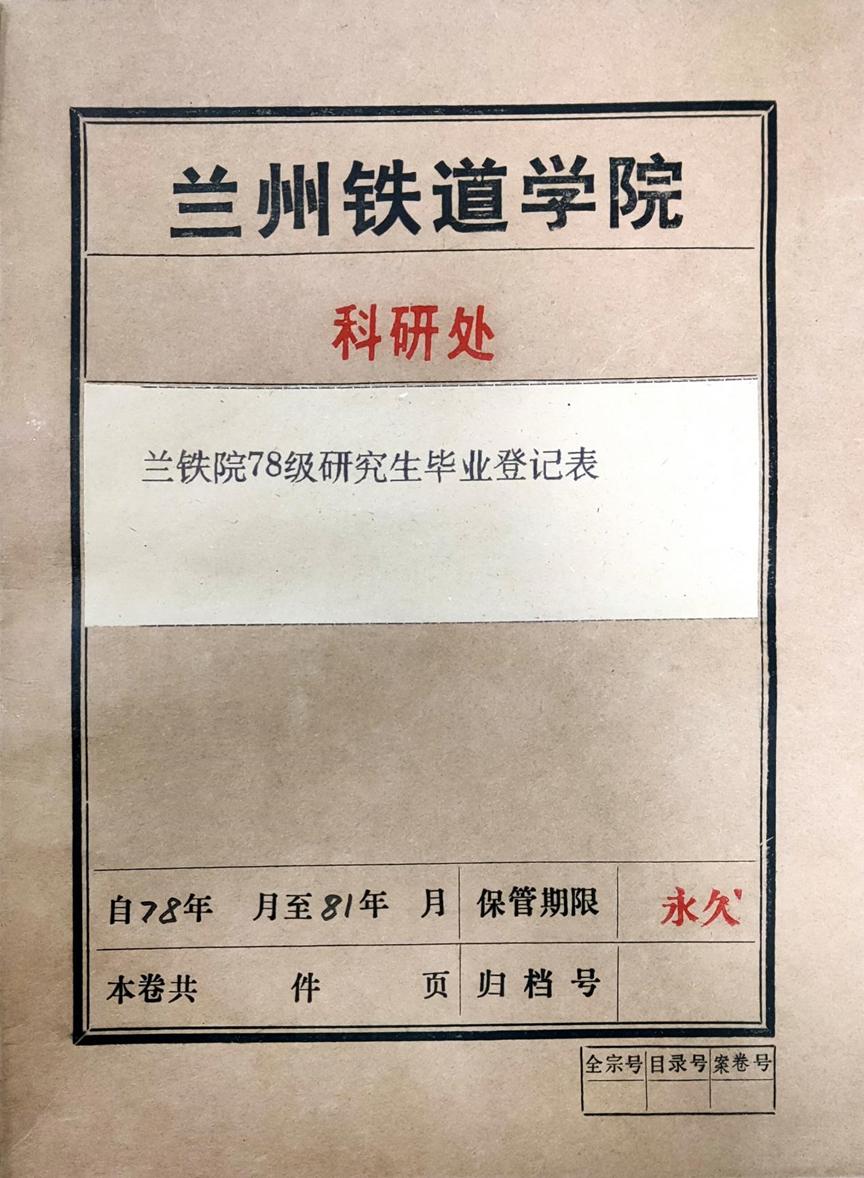 兰州铁道学院
科研处
兰铁院78级研究生毕业登记表
自78年 月至81年 月 保管期限 永久
本卷共 件 页 归档号
全宗号 目录号 案卷号